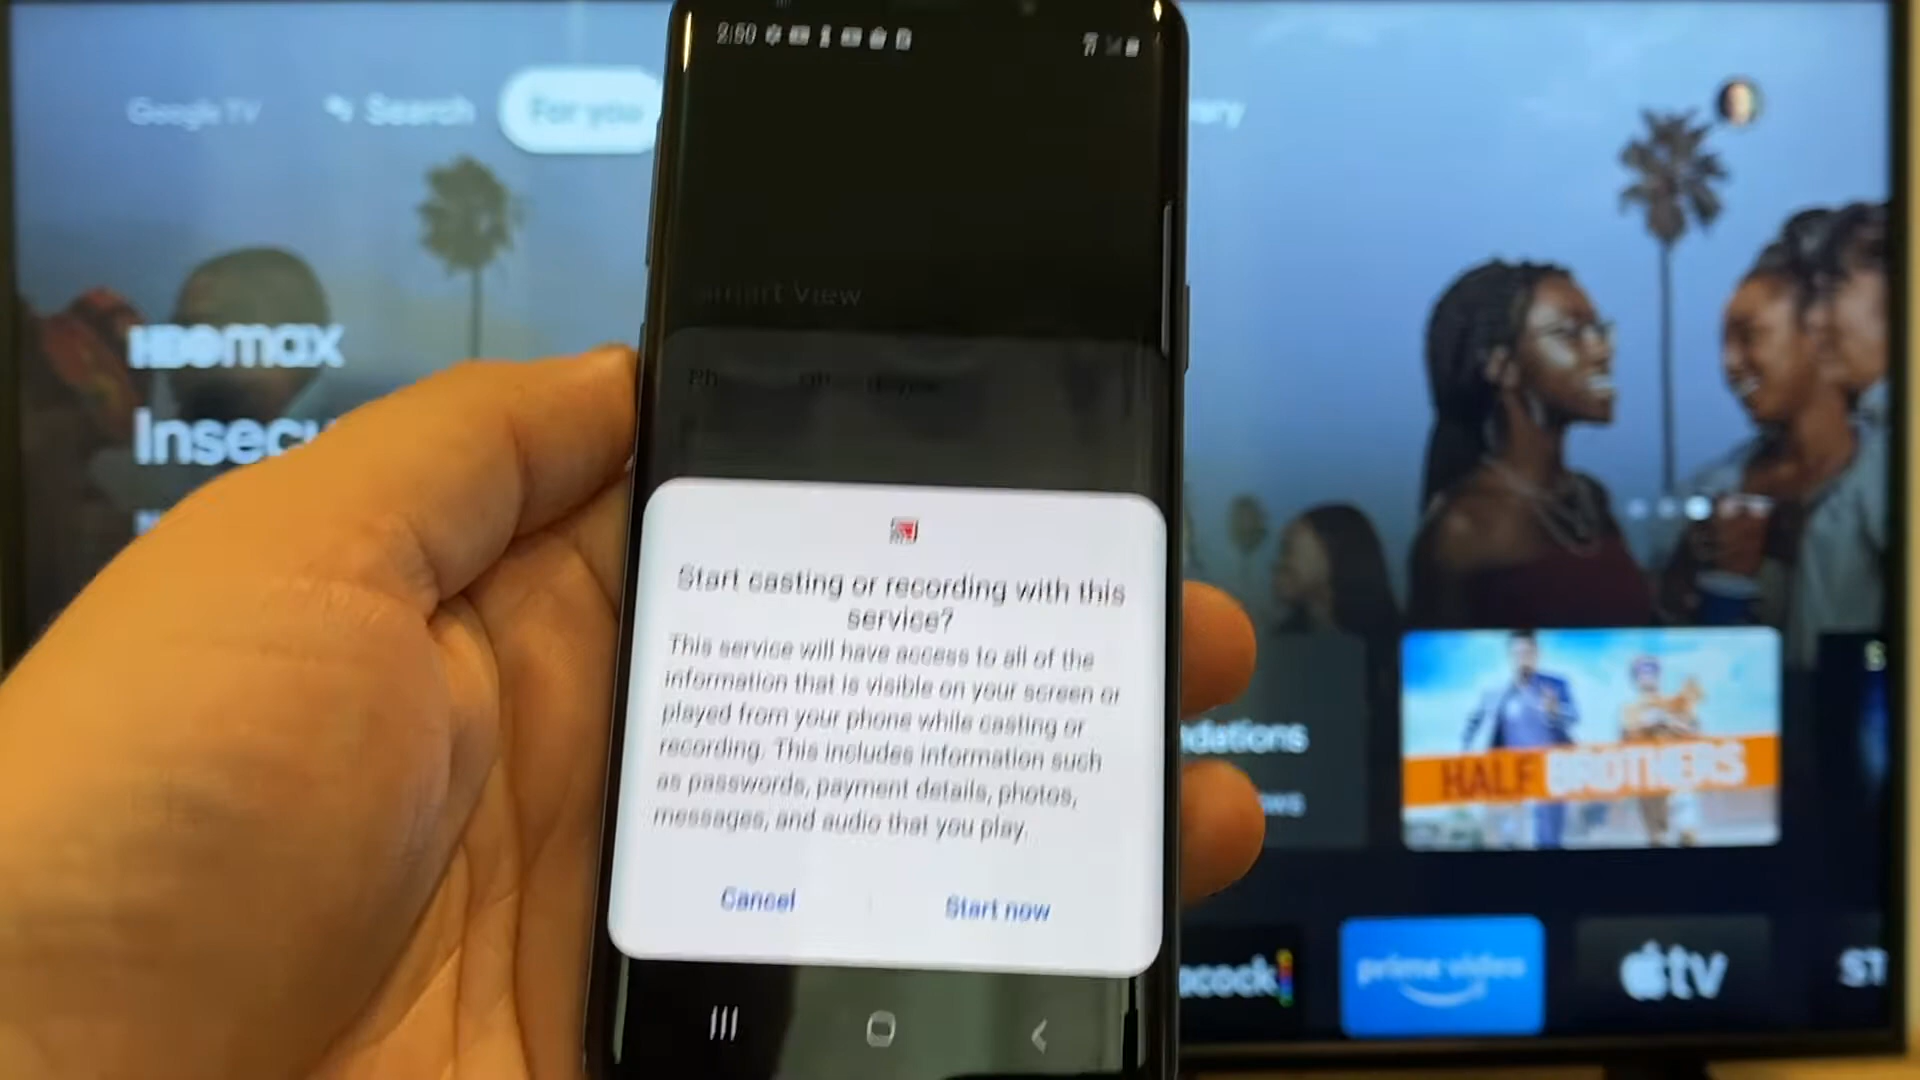 2:50
Google TV
Search
For you
HBOmax
Smart View
Start casting or recording with this
service?
This service will have access to all of the
information that is visible on your screen or
played from your phone while casting or
recording. This includes information such
as passwords, payment details, photos,
messages, and audio that you play.
Cancel
Start now
HALF BROTHERS
prime video
tv